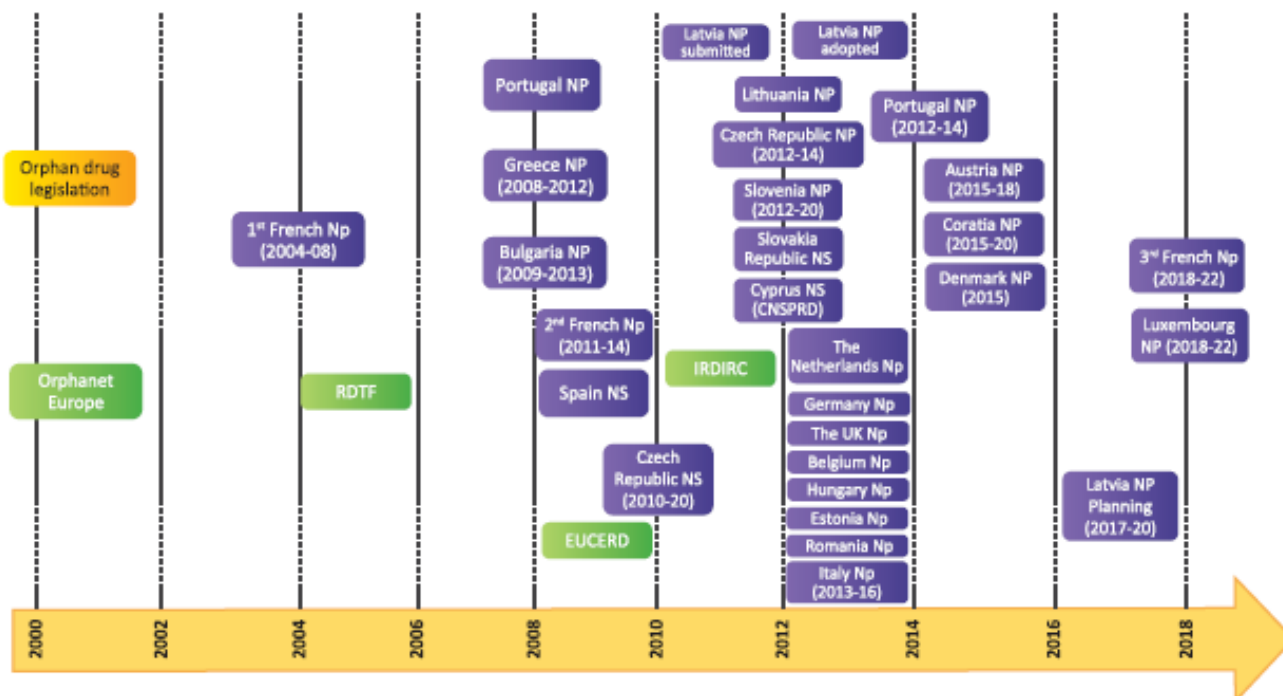 Orphan drug
legislation
Orphanet
Europe
1st French Np
(2004-08)
RDTF
Portugal NP
Greece NP
(2008-2012)
Bulgaria NP
(2009-2013)
2nd French Np
(2011-14)
Spain NS
Czech
Republic NS
(2010-20)
EUCERD
Latvia NP
submitted
IRDIRC
Latvia NP
adopted
Lithuania NP
Czech Republic NP
(2012-14)
Slovenia NP
(2012-20)
Slovakia
Republic NS
Cyprus NS
(CNSPRD)
The
Netherlands Np
Germany Np
The UK Np
Belgium Np
Hungary Np
Estonia Np
Romania Np
Italy Np
(2013-16)
Portugal NP
(2012-14)
Austria NP
(2015-18)
Coratia NP
(2015-20)
Denmark NP
(2015)
Latvia NP
Planning
(2017-20)
3rd French Np
(2018-22)
Luxembourg
NP (2018-22)
2000
2002
2004
2006
2008
2010
2012
2014
2016
2018